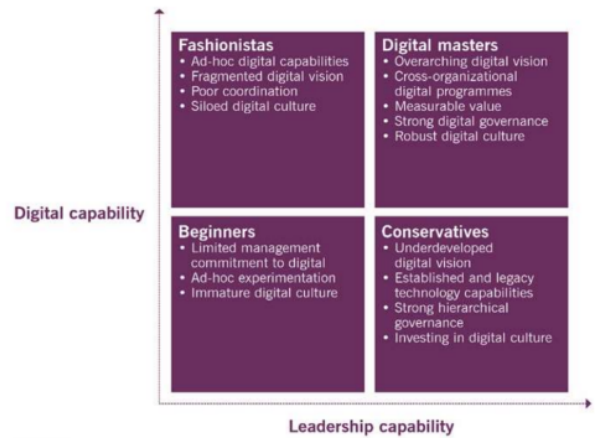 Fashionistas
• Ad-hoc digital capabilities
• Fragmented digital vision
• Poor coordination
• Siloed digital culture
Digital masters
• Overarching digital vision
• Cross-organizational
digital programmes
• Measurable value
• Strong digital governance
• Robust digital culture
Digital capability
Beginners
• Limited management
commitment to digital
• Ad-hoc experimentation
• Immature digital culture
Conservatives
• Underdeveloped
digital vision
• Established and legacy
technology capabilities
• Strong hierarchical
governance
• Investing in digital culture
Leadership capability